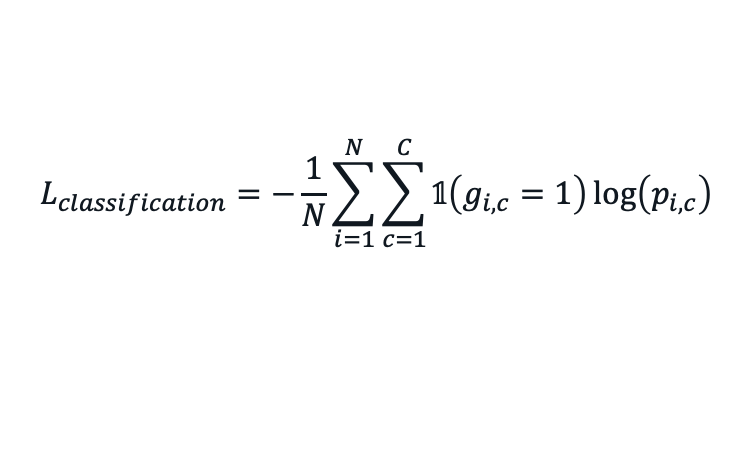 L_{classification} = -\frac{1}{N} \sum_{i=1}^{N} \sum_{c=1}^{C} \mathbb{1}(g_{i,c} = 1) \log(p_{i,c})